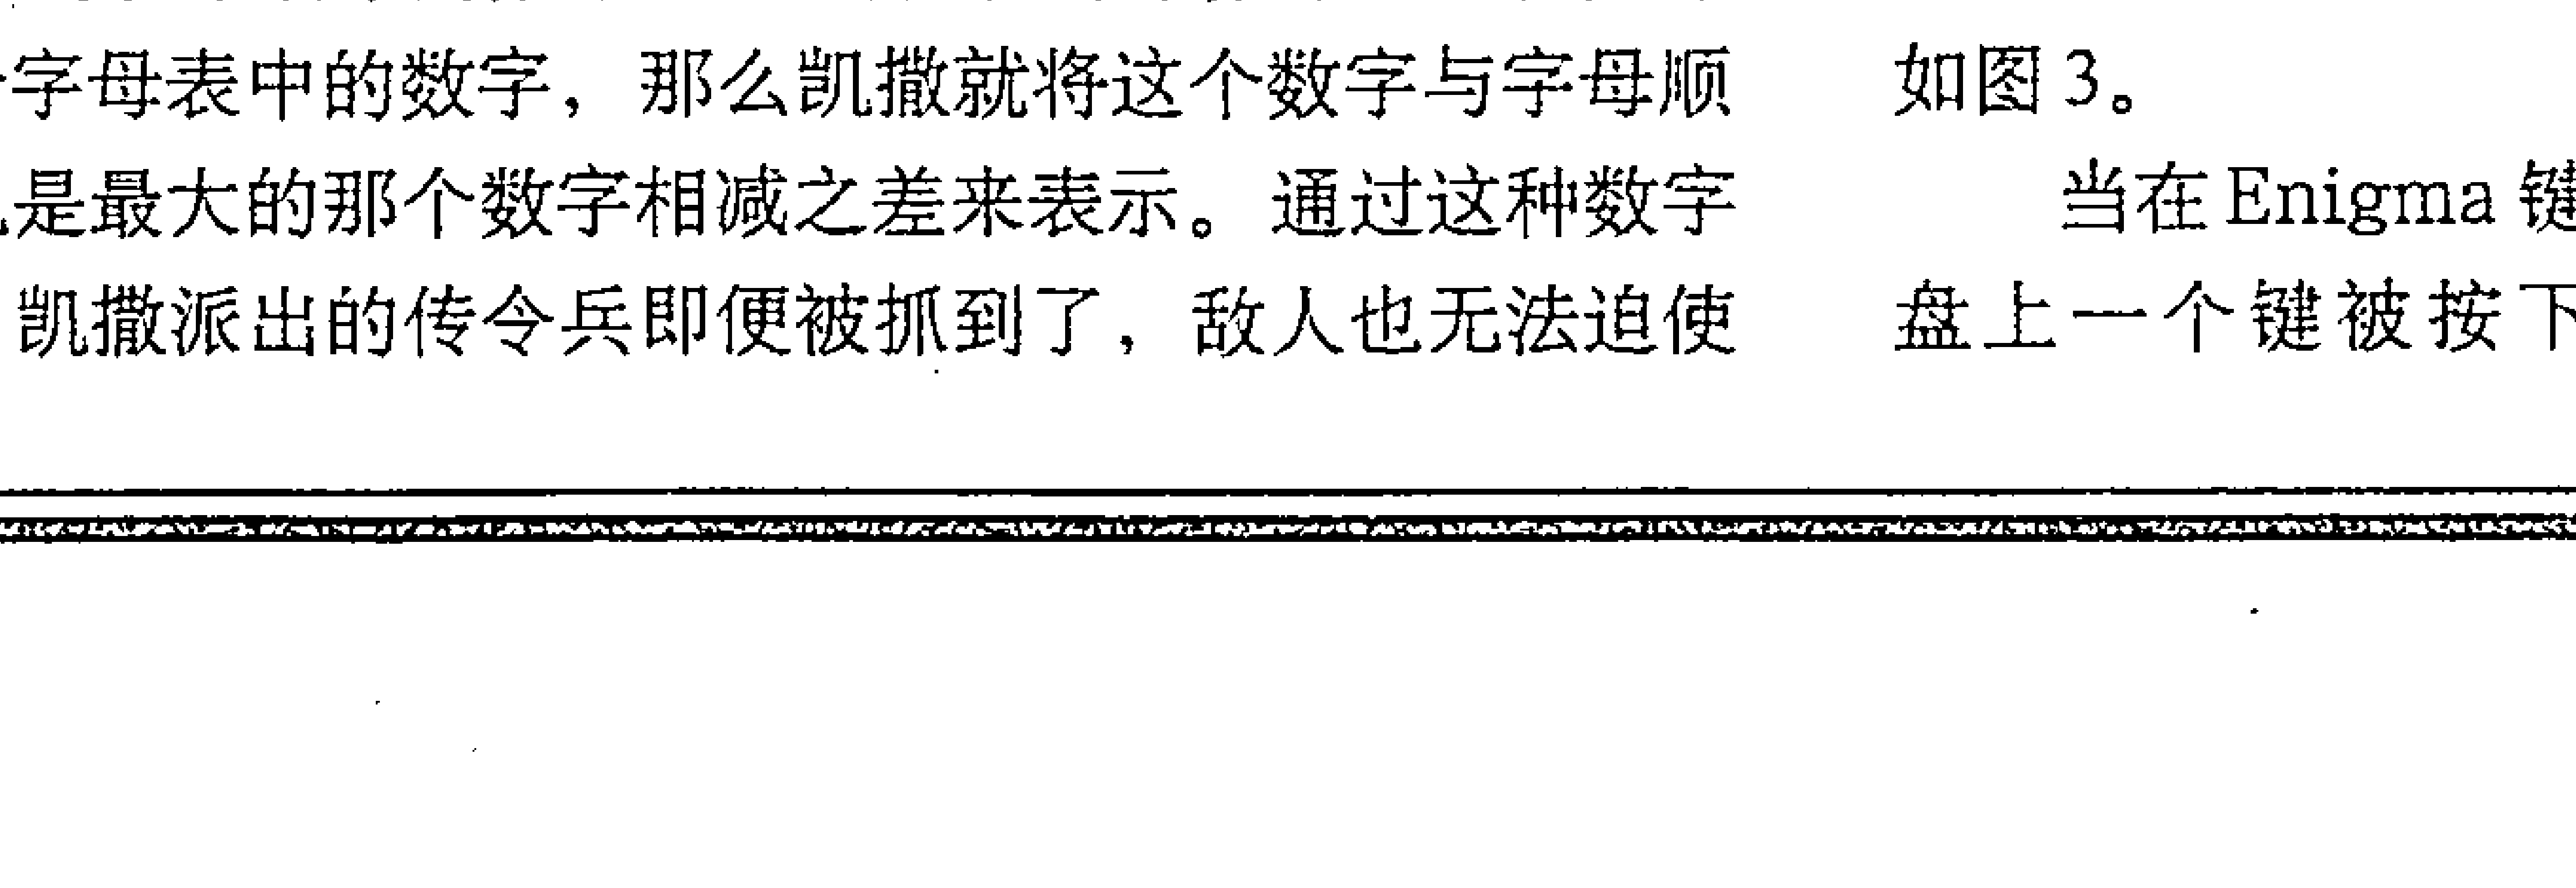 字母表中的数字，那么凯撒就将这个数字与字母顺
是最大的那个数字相减之差来表示。通过这种数字
凯撒派出的传令兵即便被抓到了，敌人也无法迫使
如图3。
当在Enigma键
盘上一个键被按下